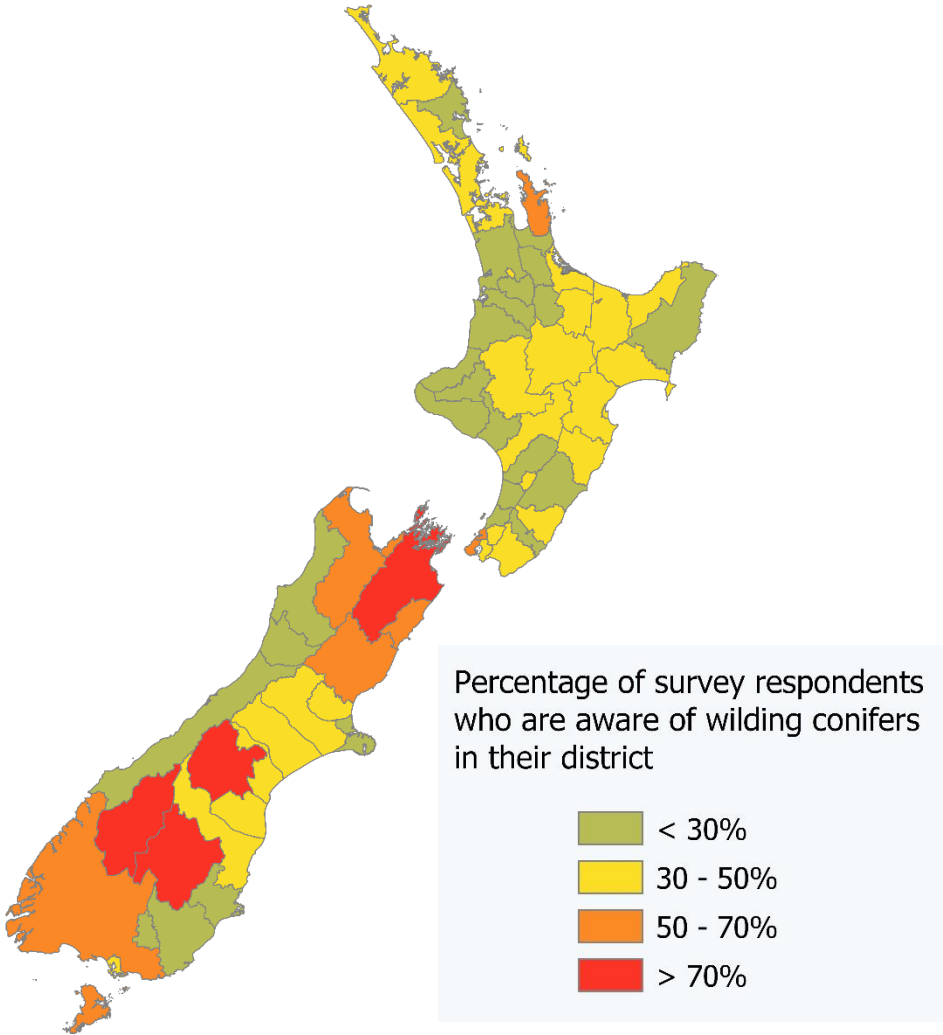 Percentage of survey respondents
who are aware of wilding conifers
in their district
< 30%
30 - 50%
50 - 70%
> 70%